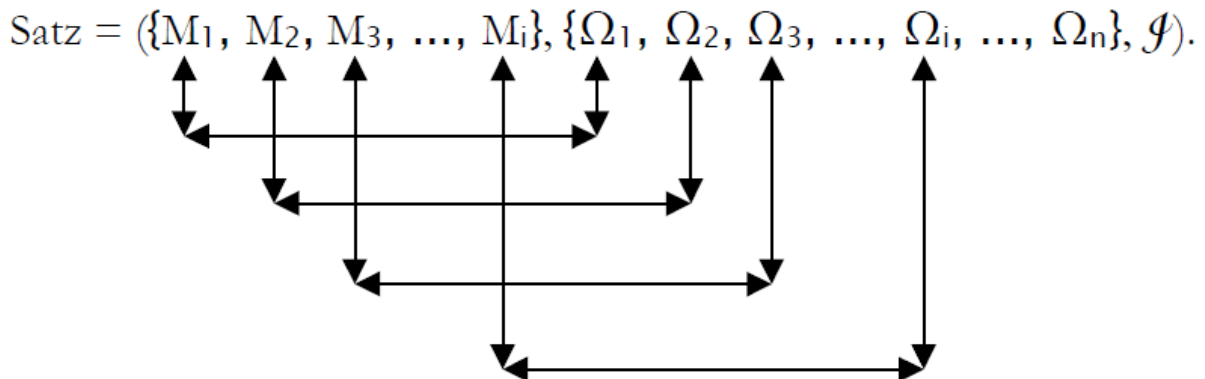 Satz = ({M₁, M₂, M₃, ..., Mᵢ}, {Ω₁, Ω₂, Ω₃, ..., Ωᵢ, ..., Ωₙ}, 𝒥).